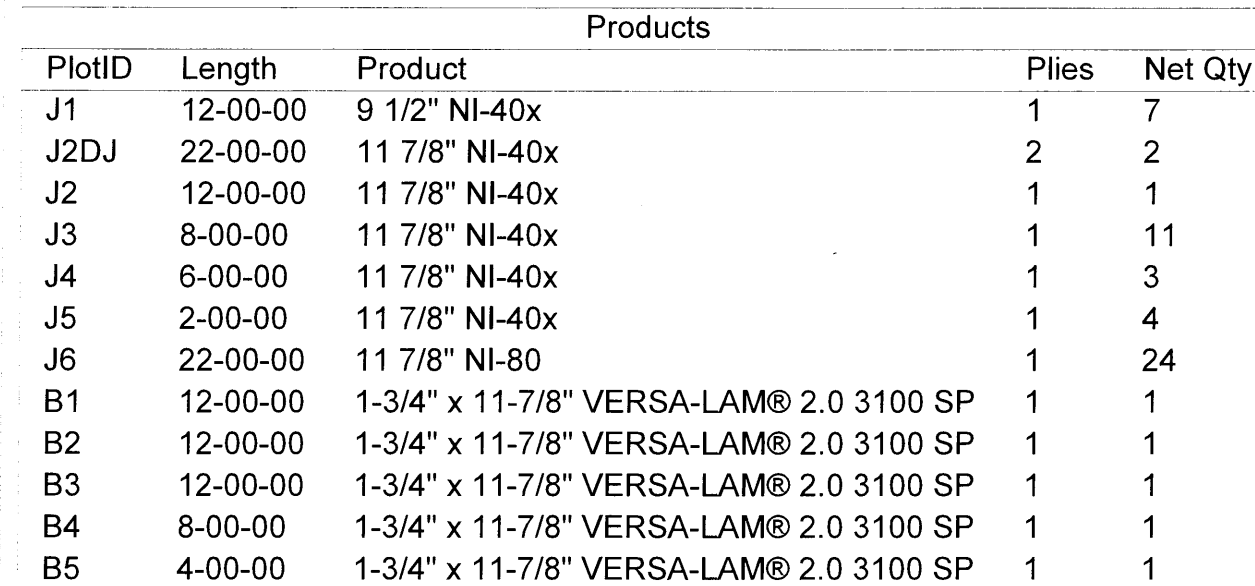 Products
PlotID Length Product Plies Net Qty
J1 12-00-00 9 1/2" NI-40x 1 7
J2DJ 22-00-00 11 7/8" NI-40x 2 2
J2 12-00-00 11 7/8" NI-40x 1 1
J3 8-00-00 11 7/8" NI-40x 1 11
J4 6-00-00 11 7/8" NI-40x 1 3
J5 2-00-00 11 7/8" NI-40x 1 4
J6 22-00-00 11 7/8" NI-80 1 24
B1 12-00-00 1-3/4" x 11-7/8" VERSA-LAM® 2.0 3100 SP 1 1
B2 12-00-00 1-3/4" x 11-7/8" VERSA-LAM® 2.0 3100 SP 1 1
B3 12-00-00 1-3/4" x 11-7/8" VERSA-LAM® 2.0 3100 SP 1 1
B4 8-00-00 1-3/4" x 11-7/8" VERSA-LAM® 2.0 3100 SP 1 1
B5 4-00-00 1-3/4" x 11-7/8" VERSA-LAM® 2.0 3100 SP 1 1